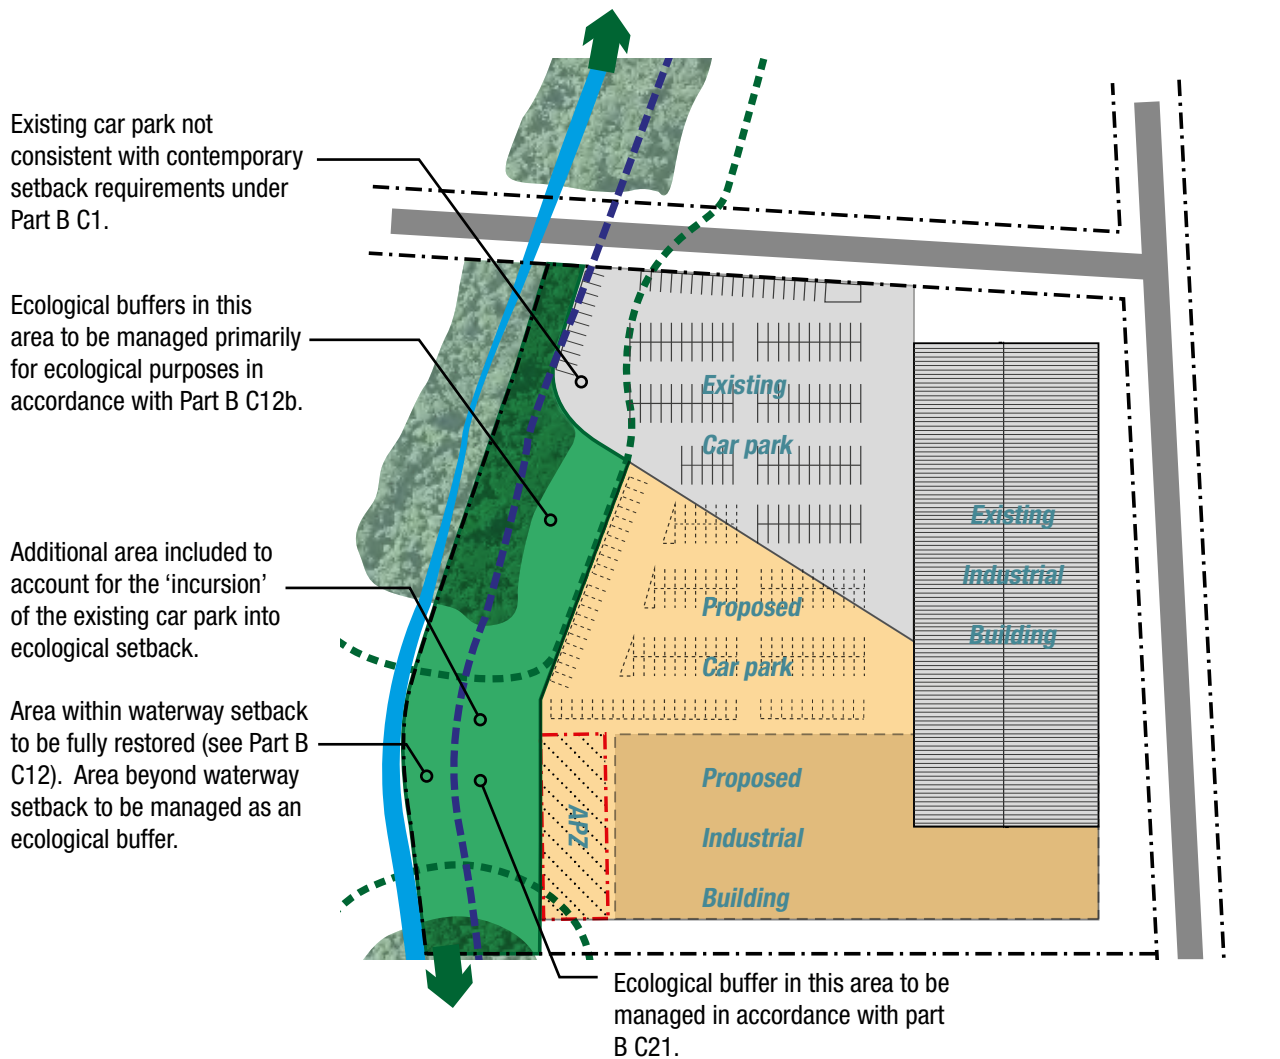 Existing car park not
consistent with contemporary
setback requirements under
Part B C1.
Ecological buffers in this
area to be managed primarily
for ecological purposes in
accordance with Part B C12b.
Additional area included to
account for the ‘incursion’
of the existing car park into
ecological setback.
Area within waterway setback
to be fully restored (see Part B
C12).  Area beyond waterway
setback to be managed as an
ecological buffer.
Existing
Car park
Existing
Industrial
Building
Proposed
Car park
APZ
Proposed
Industrial
Building
Ecological buffer in this area to be
managed in accordance with part
B C21.